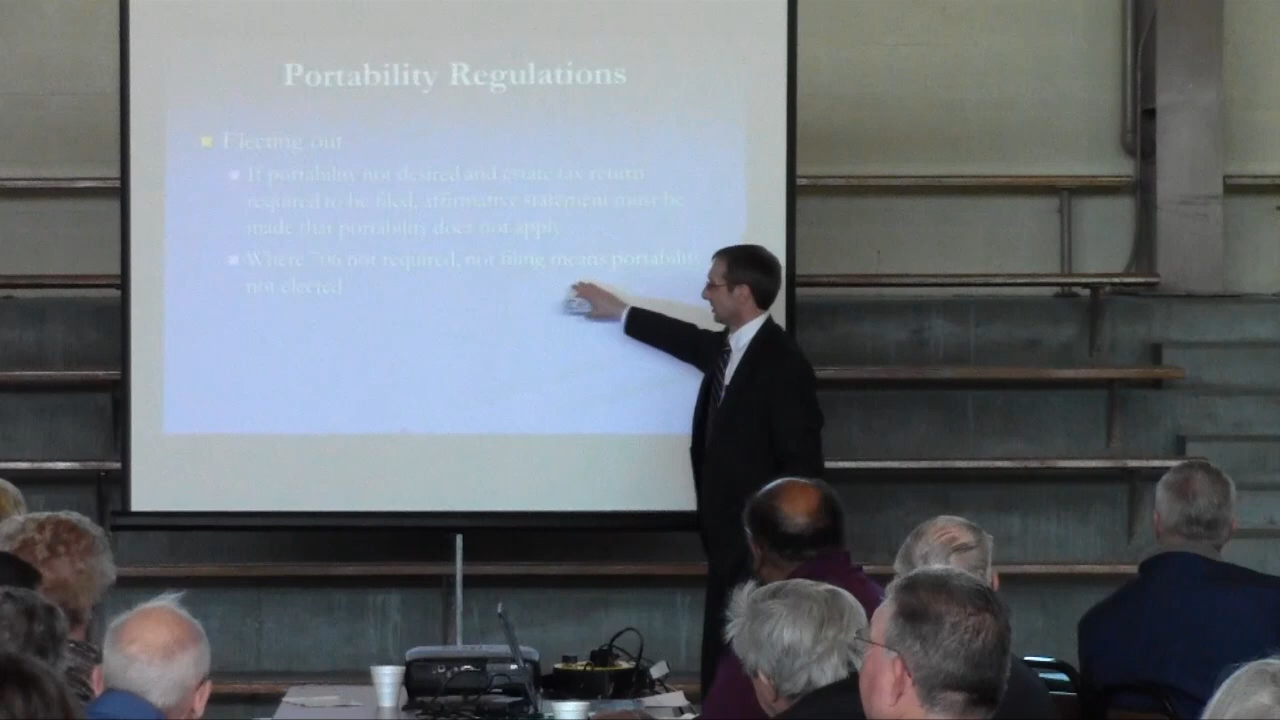 Portability Regulations
Electing out
If portability not desired and estate tax return
required to be filed, affirmative statement must be
made that portability does not apply
Where 706 not required, not filing means portability
not elected